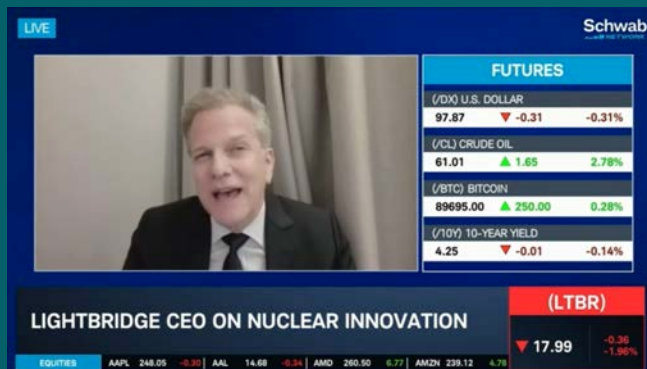 LIVE
Schwab
NETWORK
FUTURES
(/DX) U.S. DOLLAR
97.87 ▼ -0.31 -0.31%
(/CL) CRUDE OIL
61.01 ▲ 1.65 2.78%
(/BTC) BITCOIN
89695.00 ▲ 250.00 0.28%
(/10Y) 10-YEAR YIELD
4.25 ▼ -0.01 -0.14%
LIGHTBRIDGE CEO ON NUCLEAR INNOVATION
(LTBR)
▼ 17.99 -0.36
-1.96%
EQUITIES AAPL 248.05 -0.30 AAL 14.68 -0.34 AMD 260.50 6.77 AMZN 239.12 4.78